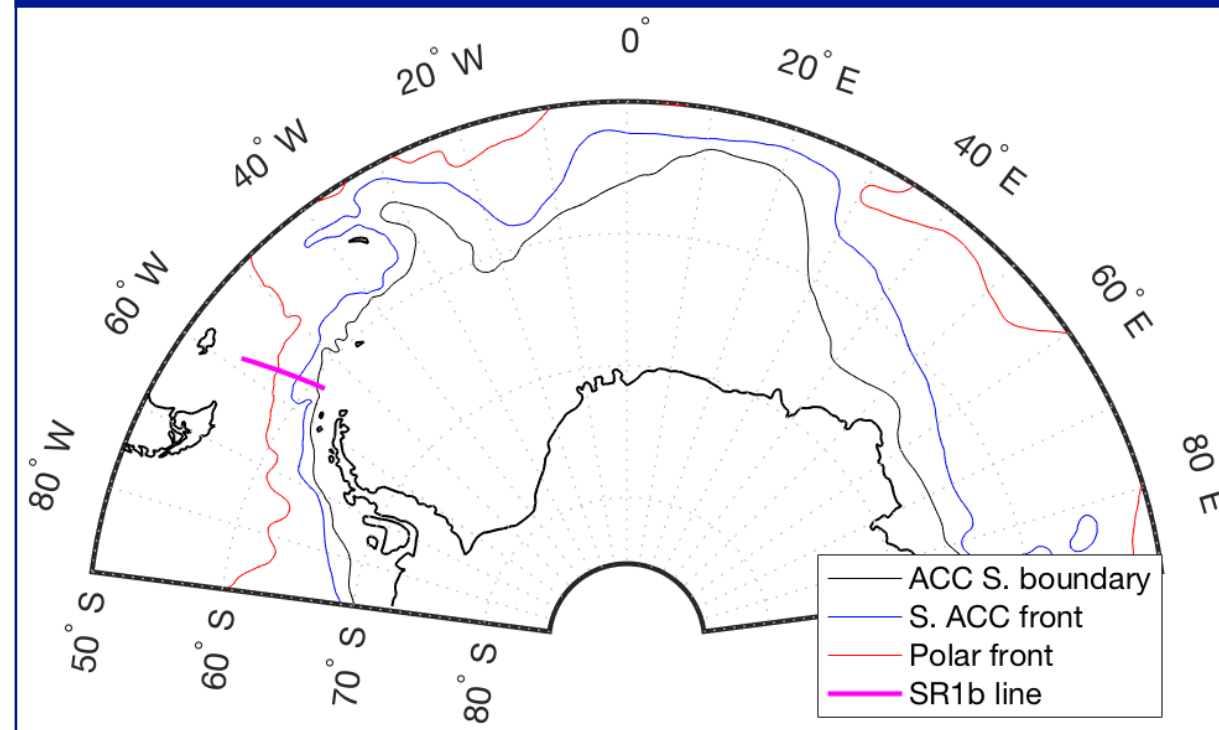 0° 
20° W
20° E
40° W
40° E
60° W
60° E
80° W
80 E
50° S
60° S
70° S
80° S
ACC S. boundary
S. ACC front
Polar front
SR1b line